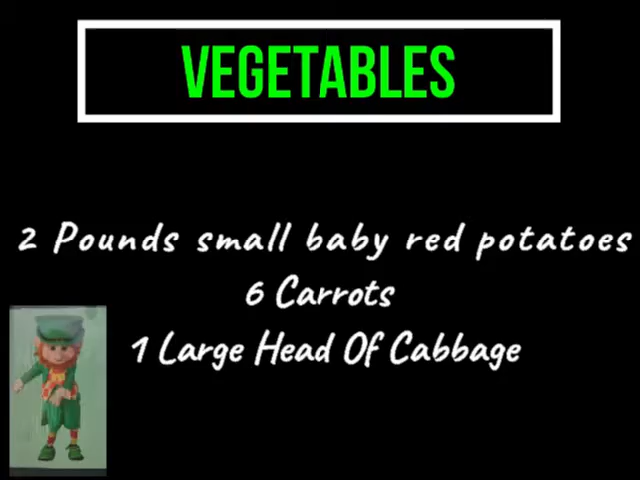 VEGETABLES
2 Pounds small baby red potatoes
6 Carrots
1 Large Head Of Cabbage